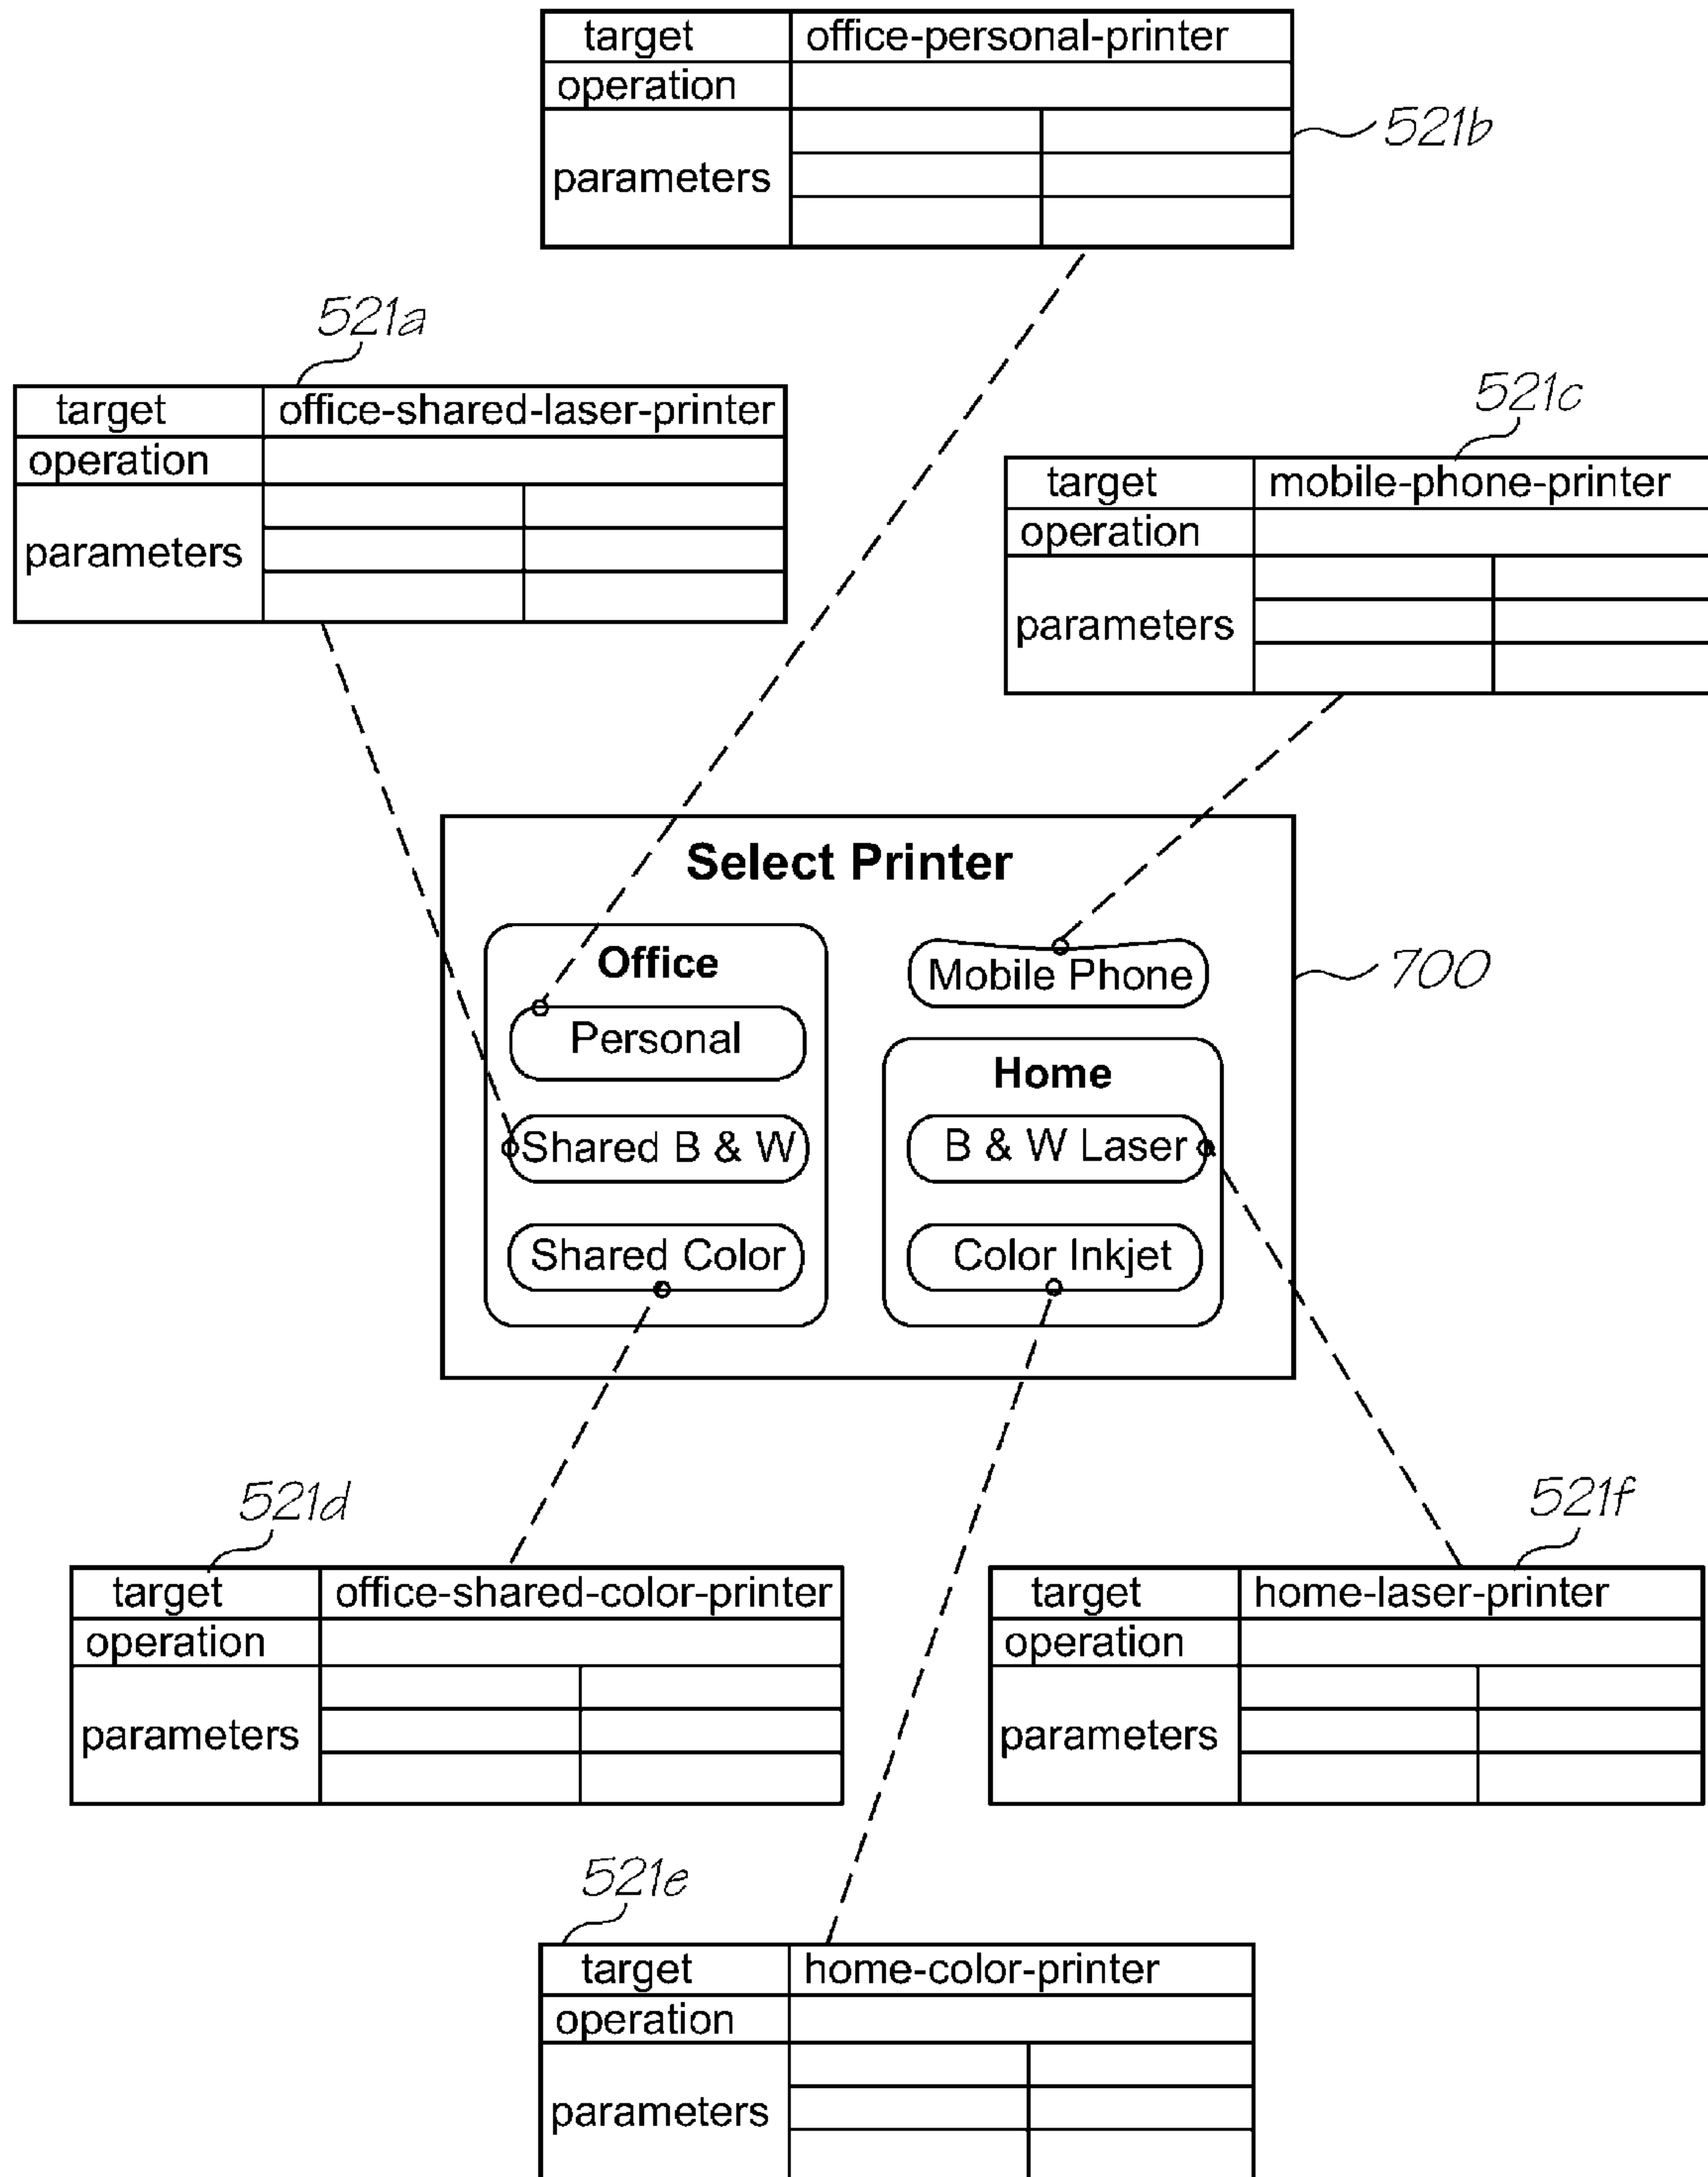 target office-personal-printer
operation
parameters
521b
521a
target office-shared-laser-printer
operation
parameters
521c
target mobile-phone-printer
operation
parameters
Select Printer
Office
Personal
Shared B & W
Shared Color
Mobile Phone
Home
B & W Laser
Color Inkjet
700
521d
target office-shared-color-printer
operation
parameters
521f
target home-laser-printer
operation
parameters
521e
target home-color-printer
operation
parameters